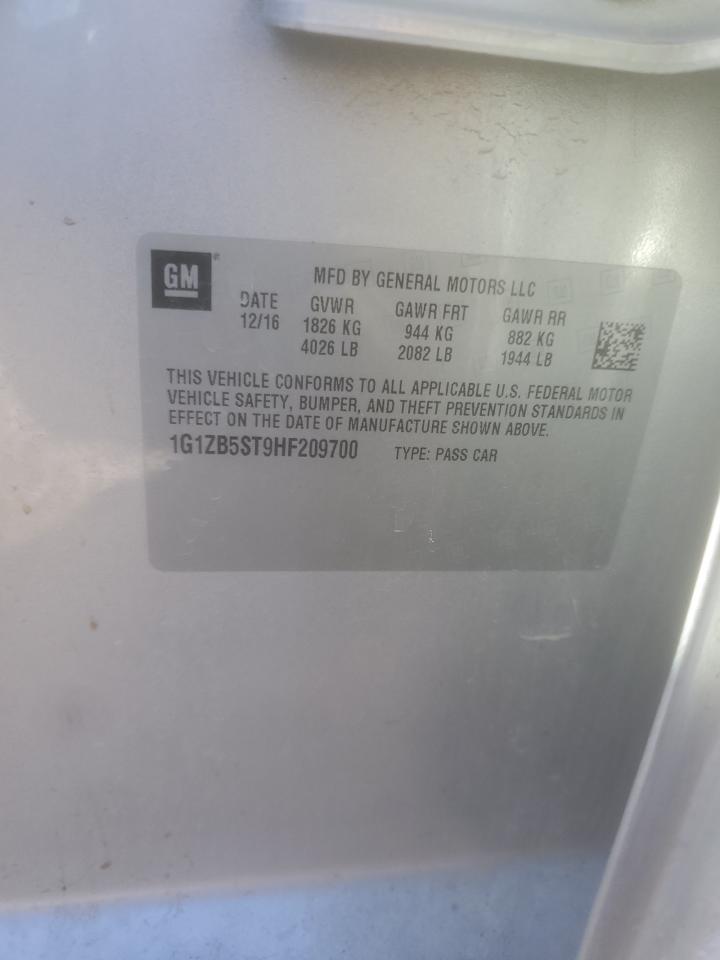 GM
MFD BY GENERAL MOTORS LLC
DATE GVWR GAWR FRT GAWR RR
12/16 1826 KG 944 KG 882 KG
4026 LB 2082 LB 1944 LB
THIS VEHICLE CONFORMS TO ALL APPLICABLE U.S. FEDERAL MOTOR
VEHICLE SAFETY, BUMPER, AND THEFT PREVENTION STANDARDS IN
EFFECT ON THE DATE OF MANUFACTURE SHOWN ABOVE.
1G1ZB5ST9HF209700 TYPE: PASS CAR